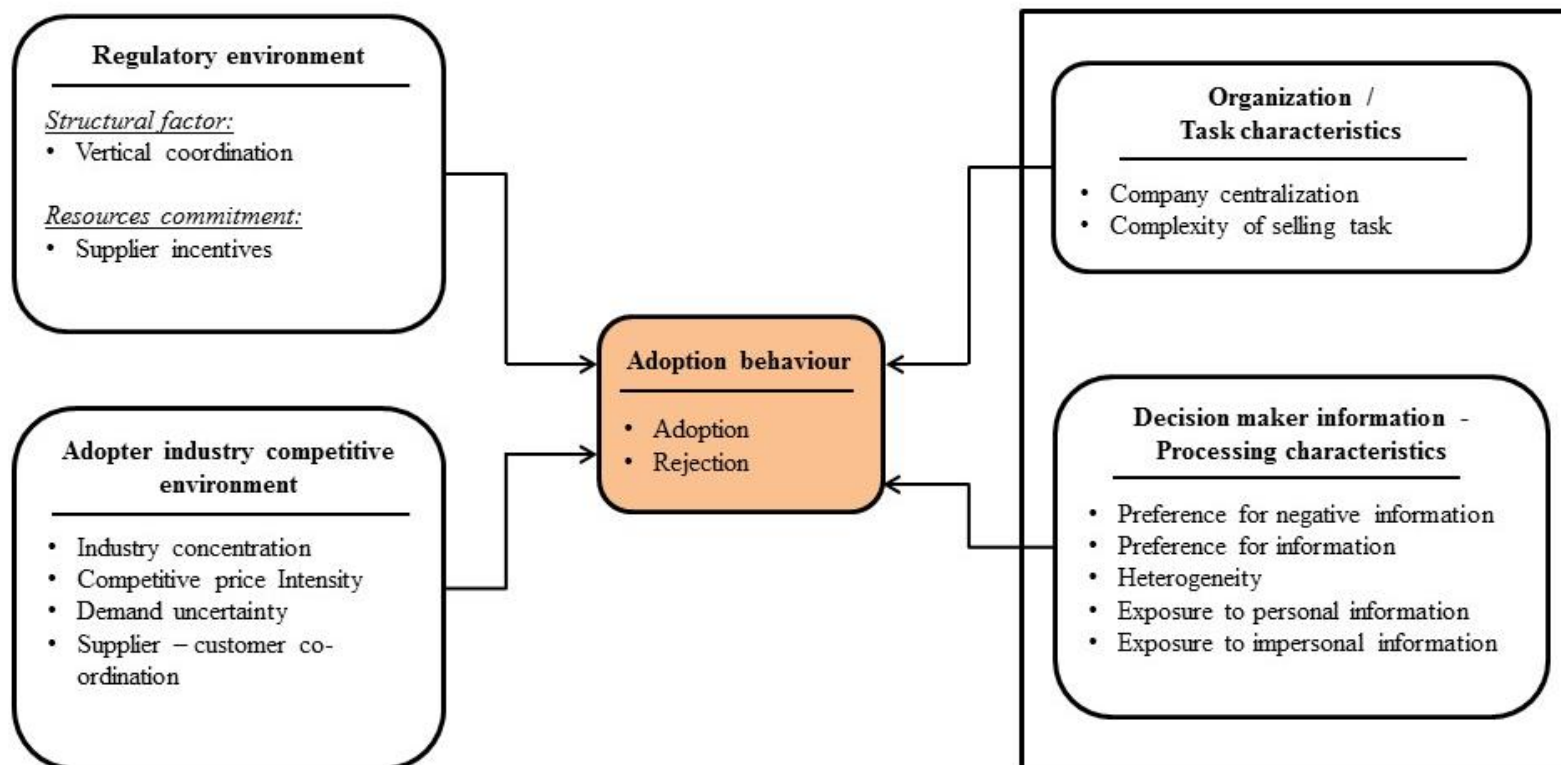 Regulatory environment
Structural factor:
• Vertical coordination
Resources commitment:
• Supplier incentives
Adopter industry competitive
environment
• Industry concentration
• Competitive price Intensity
• Demand uncertainty
• Supplier – customer co-
ordination
Adoption behaviour
• Adoption
• Rejection
Organization /
Task characteristics
• Company centralization
• Complexity of selling task
Decision maker information -
Processing characteristics
• Preference for negative information
• Preference for information
• Heterogeneity
• Exposure to personal information
• Exposure to impersonal information